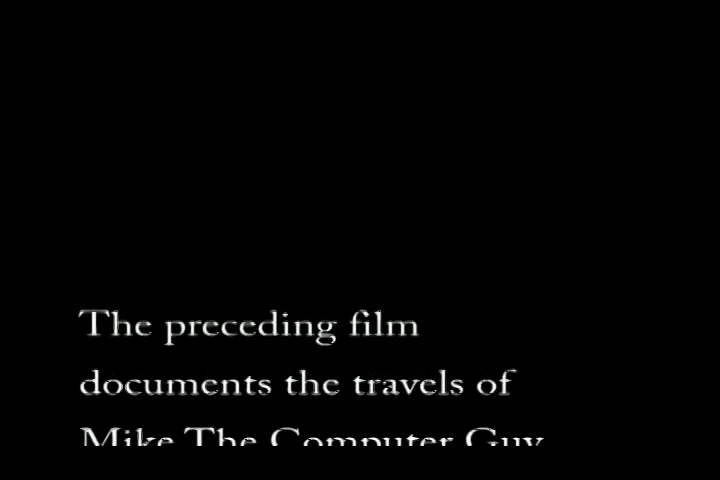 The preceding film
documents the travels of
Mike The Computer Guy